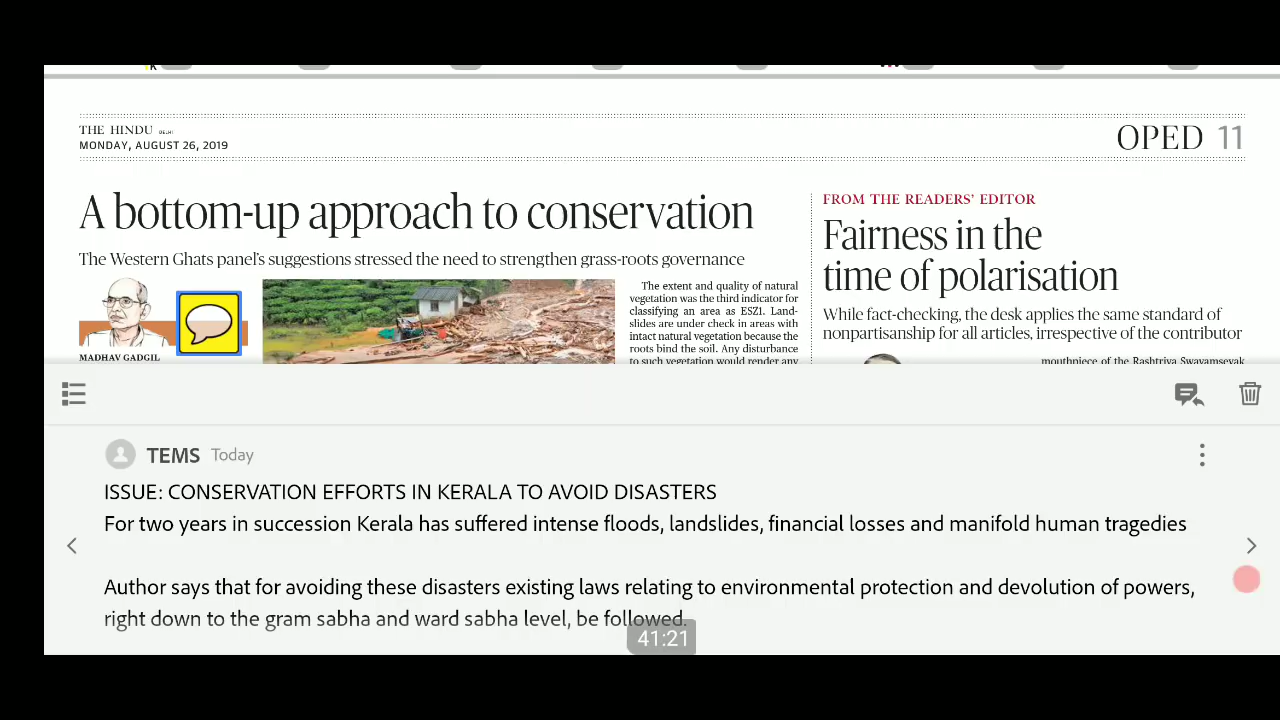 THE HINDU DELHI
MONDAY, AUGUST 26, 2019
OPED 11
A bottom-up approach to conservation
The Western Ghats panel's suggestions stressed the need to strengthen grass-roots governance
MADHAV GADGIL
The extent and quality of natural
vegetation was the third indicator for
classifying an area as ESZ1. Land-
slides are under check in areas with
intact natural vegetation because the
roots bind the soil. Any disturbance
to such vegetation would render any
FROM THE READERS' EDITOR
Fairness in the
time of polarisation
While fact-checking, the desk applies the same standard of
nonpartisanship for all articles, irrespective of the contributor
mouthpiece of the Rashtriya Swayamsevak
TEMS Today
ISSUE: CONSERVATION EFFORTS IN KERALA TO AVOID DISASTERS
For two years in succession Kerala has suffered intense floods, landslides, financial losses and manifold human tragedies
Author says that for avoiding these disasters existing laws relating to environmental protection and devolution of powers,
right down to the gram sabha and ward sabha level, be followed.
41:21